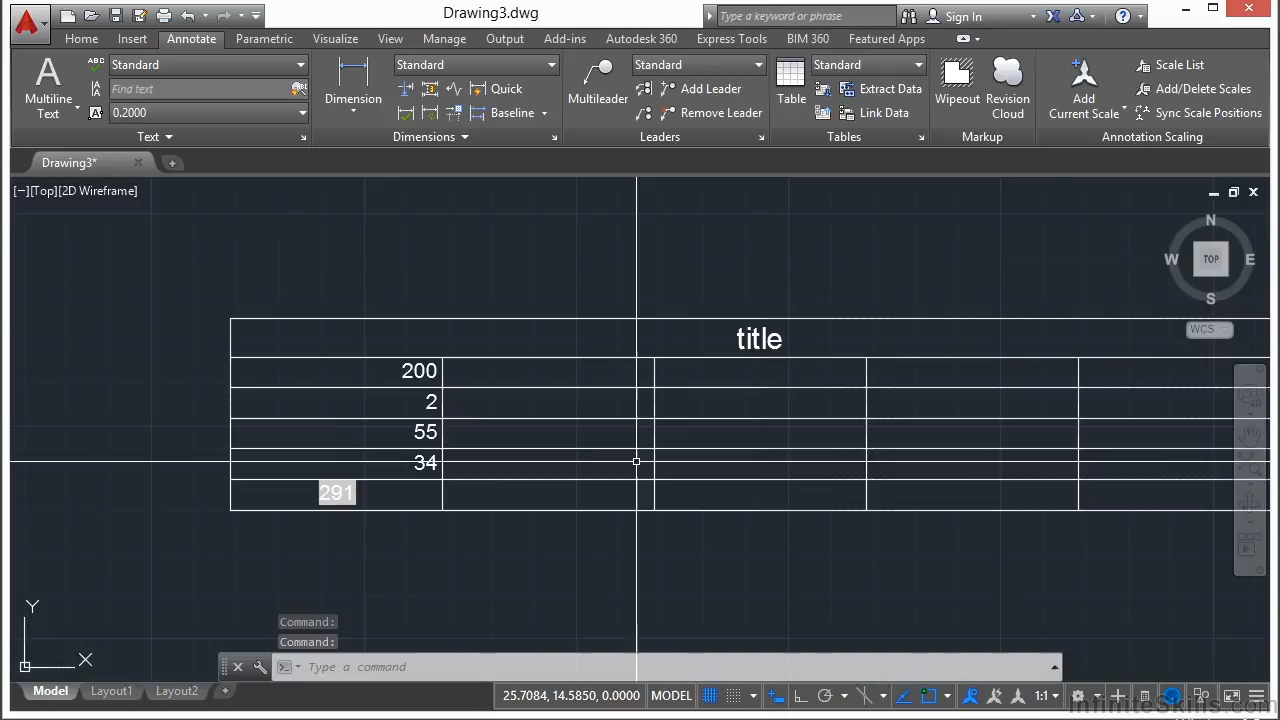 Drawing3.dwg
Type a keyword or phrase
Sign In
Home Insert Annotate Parametric Visualize View Manage Output Add-ins Autodesk 360 Express Tools BIM 360 Featured Apps
A
Multiline
Text
ABC
Standard
Find text
ABC
A
0.2000
Text
Dimension
Standard
Quick
Baseline
Dimensions
Multileader
Standard
Add Leader
Remove Leader
Leaders
Table
Standard
Extract Data
Link Data
Tables
Wipeout
Revision
Cloud
Markup
Add
Current Scale
Scale List
Add/Delete Scales
Sync Scale Positions
Annotation Scaling
Drawing3*
[−][Top][2D Wireframe]
N
W TOP E
S
WCS
title
200
2
55
34
291
Y
X
Command:
Command:
Type a command
Model Layout1 Layout2
25.7084, 14.5850, 0.0000 MODEL
1:1
InfiniteSkills.com